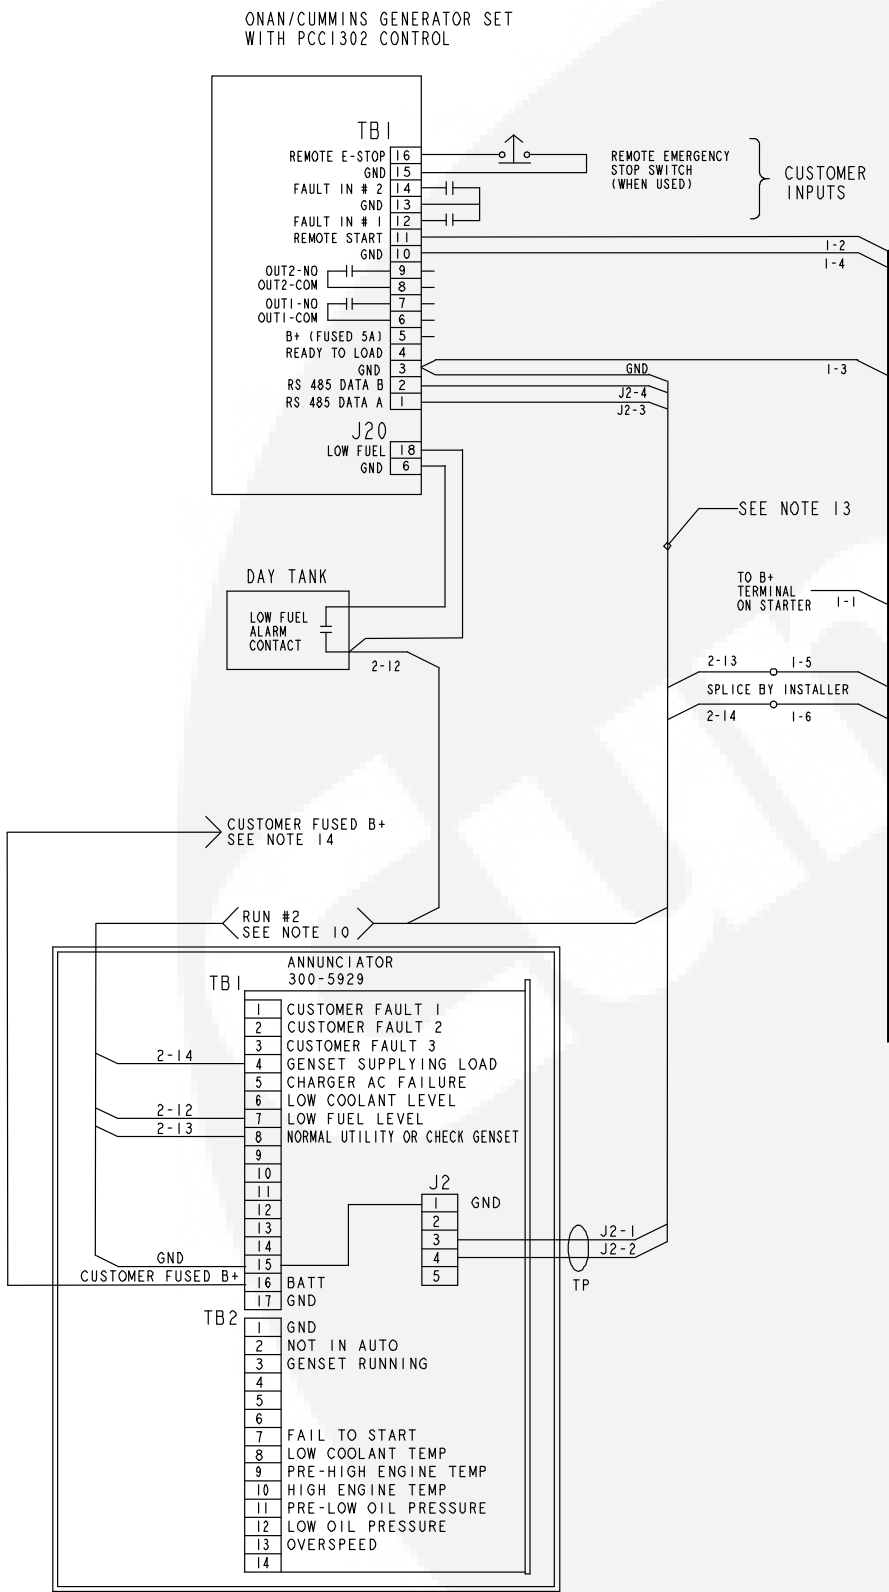 ONAN/CUMMINS GENERATOR SET
WITH PCC1302 CONTROL
TB1
REMOTE E-STOP 16
GND 15
FAULT IN # 2 14
GND 13
FAULT IN # 1 12
REMOTE START 11
GND 10
OUT2-NO 9
OUT2-COM 8
OUT1-NO 7
OUT1-COM 6
B+ (FUSED 5A) 5
READY TO LOAD 4
GND 3
RS 485 DATA B 2
RS 485 DATA A 1
REMOTE EMERGENCY
STOP SWITCH
(WHEN USED)
CUSTOMER
INPUTS
1-2
1-4
1-3
GND
J2-4
J2-3
J20
LOW FUEL 18
GND 6
SEE NOTE 13
DAY TANK
LOW FUEL
ALARM
CONTACT
2-12
TO B+
TERMINAL
ON STARTER
1-1
2-13 1-5
SPLICE BY INSTALLER
2-14 1-6
CUSTOMER FUSED B+
SEE NOTE 14
RUN #2
SEE NOTE 10
ANNUNCIATOR
300-5929
TB1
1 CUSTOMER FAULT 1
2 CUSTOMER FAULT 2
3 CUSTOMER FAULT 3
2-14 4 GENSET SUPPLYING LOAD
5 CHARGER AC FAILURE
6 LOW COOLANT LEVEL
2-12 7 LOW FUEL LEVEL
2-13 8 NORMAL UTILITY OR CHECK GENSET
9
10
11
12
13
14
GND 15
CUSTOMER FUSED B+ 16 BATT
17 GND
J2
1 GND
2
3 J2-1
4 J2-2
5
TP
TB2
1 GND
2 NOT IN AUTO
3 GENSET RUNNING
4
5
6
7 FAIL TO START
8 LOW COOLANT TEMP
9 PRE-HIGH ENGINE TEMP
10 HIGH ENGINE TEMP
11 PRE-LOW OIL PRESSURE
12 LOW OIL PRESSURE
13 OVERSPEED
14